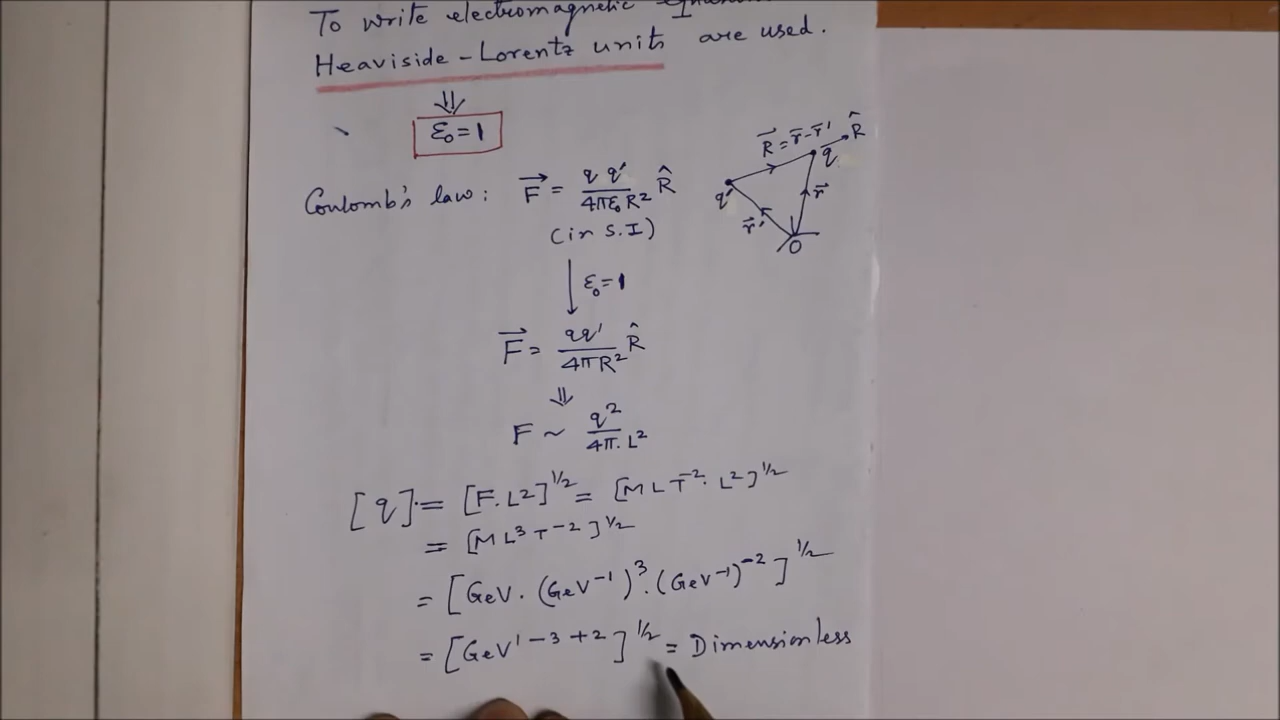 To write electromagnetic
Heaviside - Lorentz units are used.
⇓
ε₀ = 1
Coulomb's law: F⃗ = q q' / 4πε₀R² R̂
(in S.I)
↓ ε₀ = 1
F⃗ = qq' / 4πR² R̂
⇓
F ~ q² / 4π. L²
[q] = [F. L²]^1/2 = [M L T⁻². L²]^1/2
= [M L³ T⁻²]^1/2
= [GeV. (GeV⁻¹)³. (GeV⁻¹)⁻²]^1/2
= [GeV^1-3+2]^1/2 = Dimensionless
R⃗ = r̄ - r̄'
R̂
q
q'
r⃗
r⃗'
O